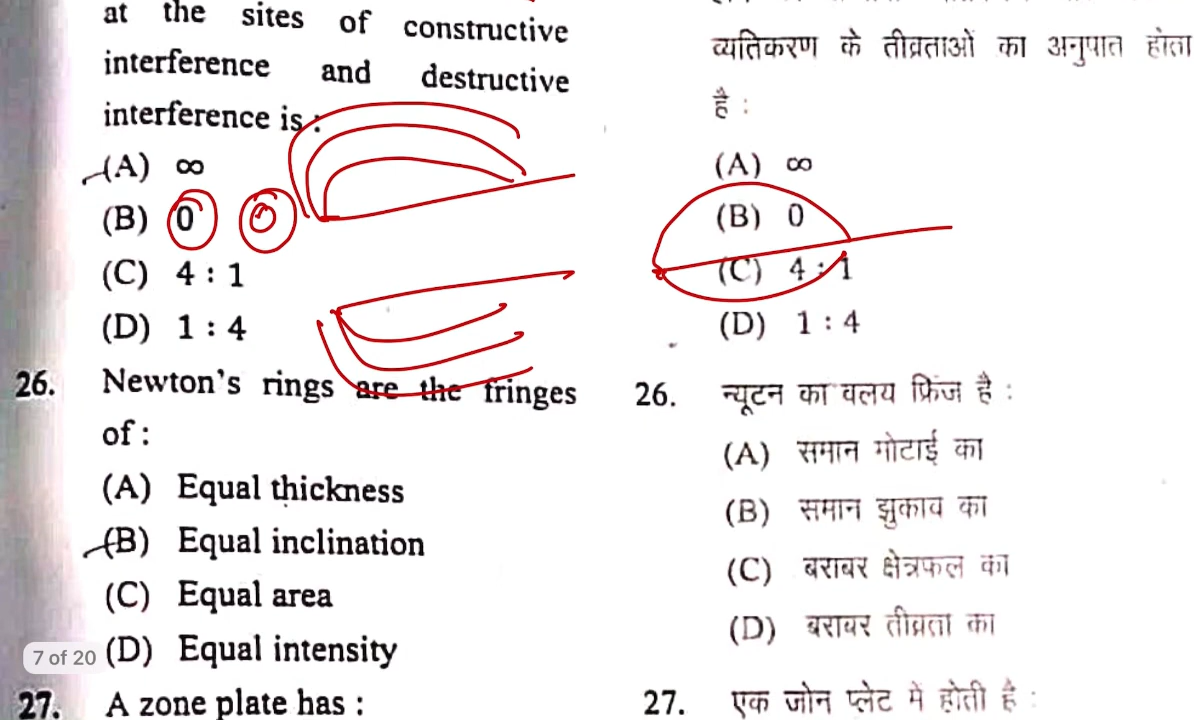 at the sites of constructive
interference and destructive
interference is :
(A) ∞
(B) 0
(C) 4 : 1
(D) 1 : 4
26. Newton's rings are the fringes
of :
(A) Equal thickness
(B) Equal inclination
(C) Equal area
(D) Equal intensity
7 of 20
27. A zone plate has :
व्यतिकरण के तीव्रताओं का अनुपात होता
है :
(A) ∞
(B) 0
(C) 4 : 1
(D) 1 : 4
26. न्यूटन का वलय फ्रिंज है :
(A) समान मोटाई का
(B) समान झुकाव का
(C) बराबर क्षेत्रफल का
(D) बराबर तीव्रता का
27. एक जोन प्लेट में होती है :